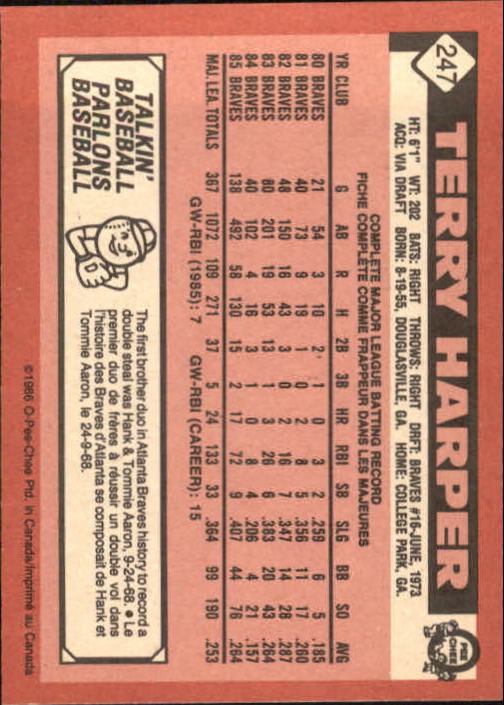 247
TERRY HARPER
O PEE CHEE
HT: 6'1" WT: 202 BATS: RIGHT THROWS: RIGHT DRFT: BRAVES #16-JUNE, 1973
ACQ: VIA DRAFT BORN: 8-19-55, DOUGLASVILLE, GA. HOME: COLLEGE PARK, GA.
COMPLETE MAJOR LEAGUE BATTING RECORD
FICHE COMPLETE COMME FRAPPEUR DANS LES MAJEURES
YR CLUB G AB R H 2B 3B HR RBI SB SLG BB SO AVG
80 BRAVES 21 54 3 10 2 1 0 3 2 .259 6 5 .185
81 BRAVES 40 73 9 19 1 0 2 8 5 .356 11 17 .260
82 BRAVES 48 150 16 43 3 0 2 16 7 .347 14 28 .287
83 BRAVES 80 201 19 53 13 1 3 26 6 .383 20 43 .264
84 BRAVES 40 102 4 16 3 1 0 8 4 .206 4 21 .157
85 BRAVES 138 492 58 130 15 2 17 72 9 .407 44 76 .264
MAJ. LEA. TOTALS 367 1072 109 271 37 5 24 133 33 .364 99 190 .253
GW-RBI (1985): 7 GW-RBI (CAREER): 15
TALKIN'
BASEBALL
PARLONS
BASEBALL
The first brother duo in Atlanta Braves history to record a
double steal was Hank & Tommie Aaron, 9-24-68. ● Le
premier duo de frères à réussir un double vol dans
l'histoire des Braves d'Atlanta se composait de Hank et
Tommie Aaron, le 24-9-68.
©1986 O-Pee-Chee Ptd. in Canada/Imprimé au Canada